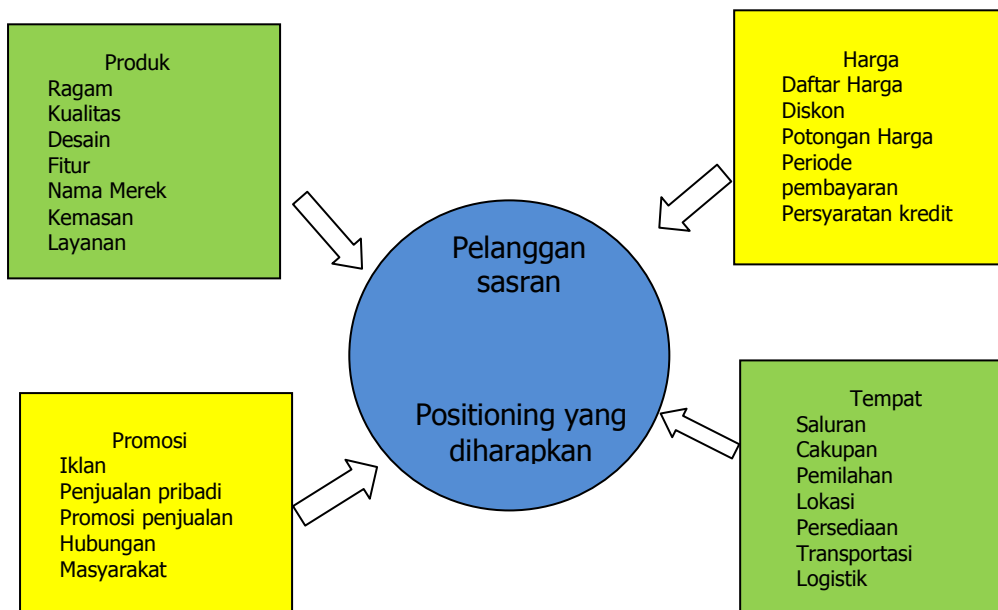 Produk
Ragam
Kualitas
Desain
Fitur
Nama Merek
Kemasan
Layanan
Harga
Daftar Harga
Diskon
Potongan Harga
Periode
pembayaran
Persyaratan kredit
Pelanggan
sasran
Positioning yang
diharapkan
Promosi
Iklan
Penjualan pribadi
Promosi penjualan
Hubungan
Masyarakat
Tempat
Saluran
Cakupan
Pemilahan
Lokasi
Persediaan
Transportasi
Logistik